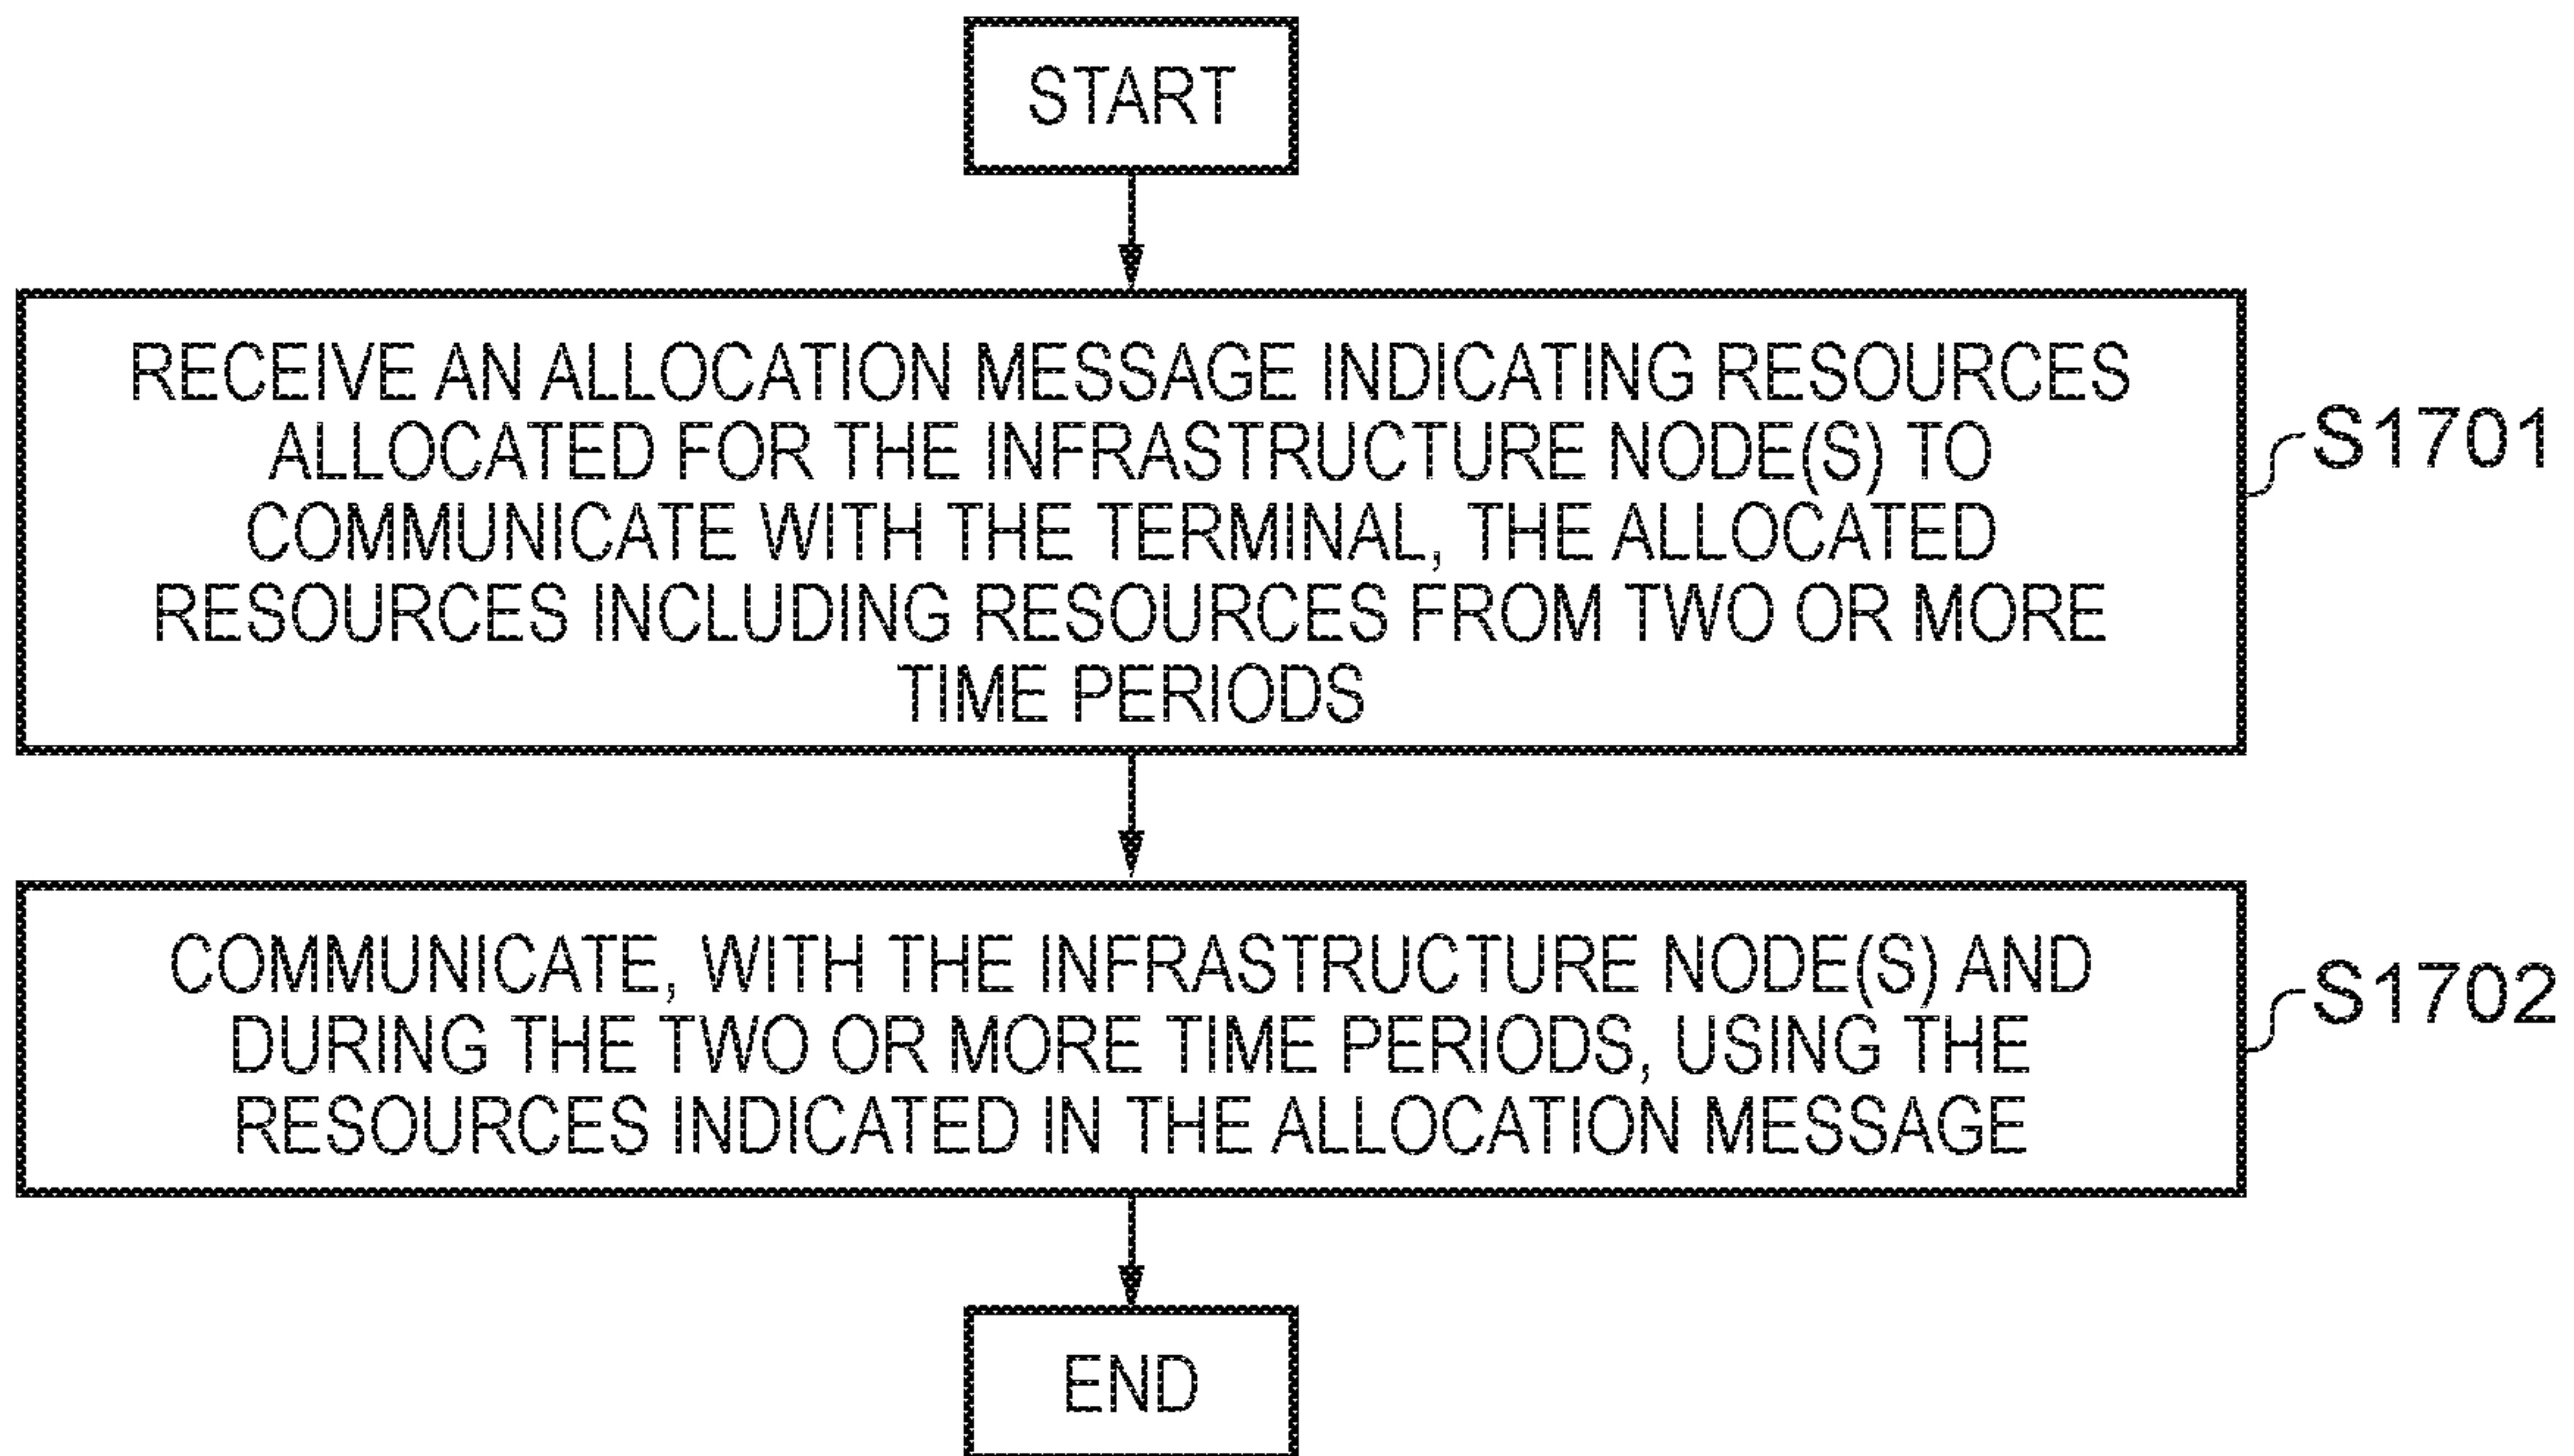 START
RECEIVE AN ALLOCATION MESSAGE INDICATING RESOURCES
ALLOCATED FOR THE INFRASTRUCTURE NODE(S) TO
COMMUNICATE WITH THE TERMINAL, THE ALLOCATED
RESOURCES INCLUDING RESOURCES FROM TWO OR MORE
TIME PERIODS
S1701
COMMUNICATE, WITH THE INFRASTRUCTURE NODE(S) AND
DURING THE TWO OR MORE TIME PERIODS, USING THE
RESOURCES INDICATED IN THE ALLOCATION MESSAGE
S1702
END